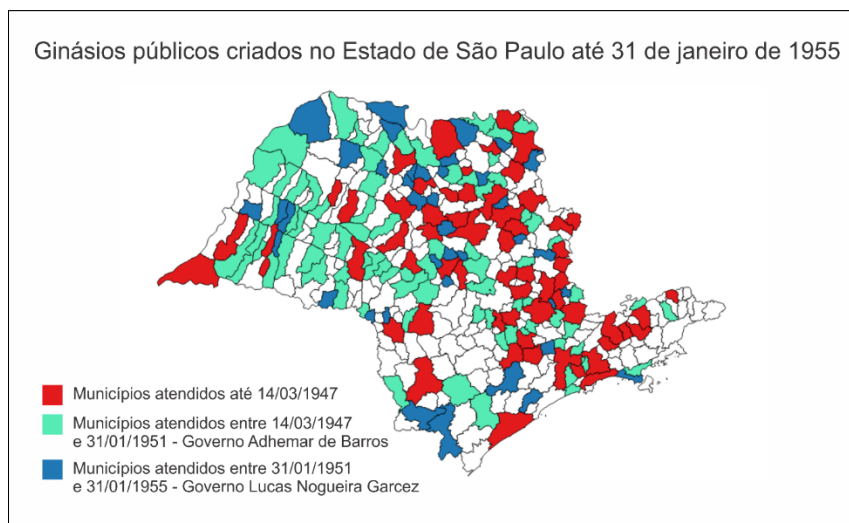 Ginásios públicos criados no Estado de São Paulo até 31 de janeiro de 1955
Municípios atendidos até 14/03/1947
Municípios atendidos entre 14/03/1947
e 31/01/1951 - Governo Adhemar de Barros
Municípios atendidos entre 31/01/1951
e 31/01/1955 - Governo Lucas Nogueira Garcez